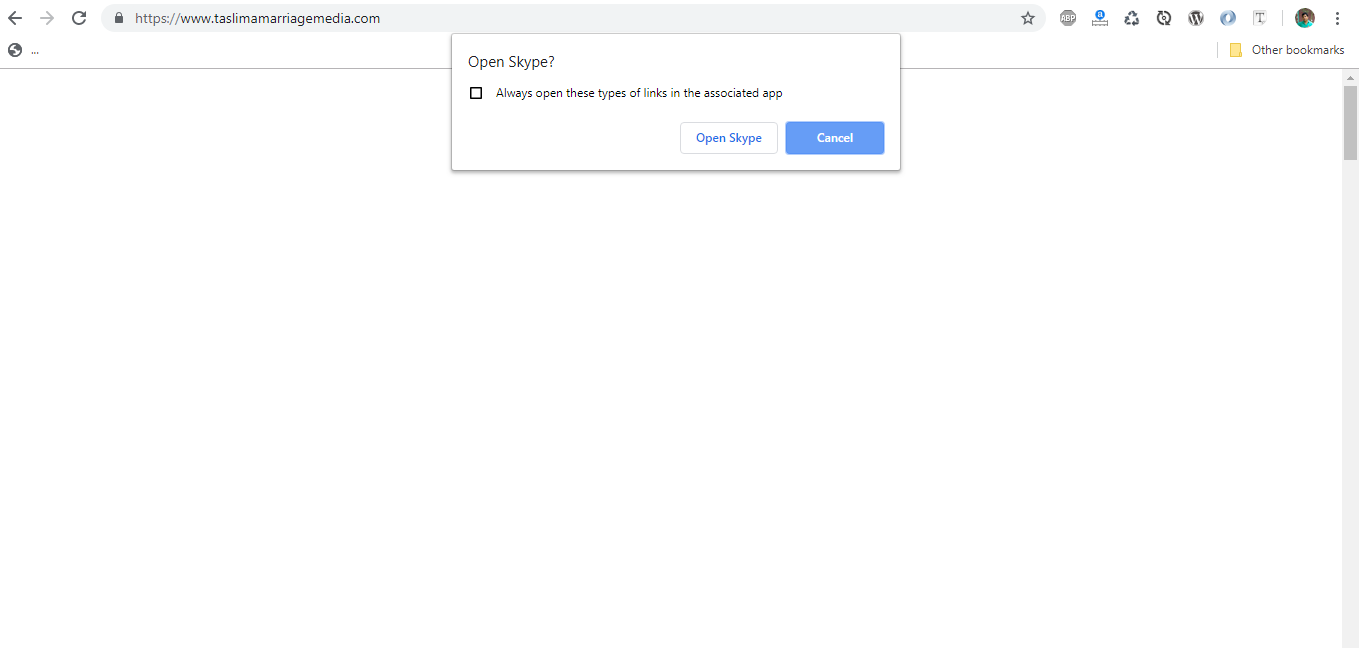 https://www.taslimamarriagemedia.com
ABP
a
T
...
Other bookmarks
Open Skype?
Always open these types of links in the associated app
Open Skype
Cancel